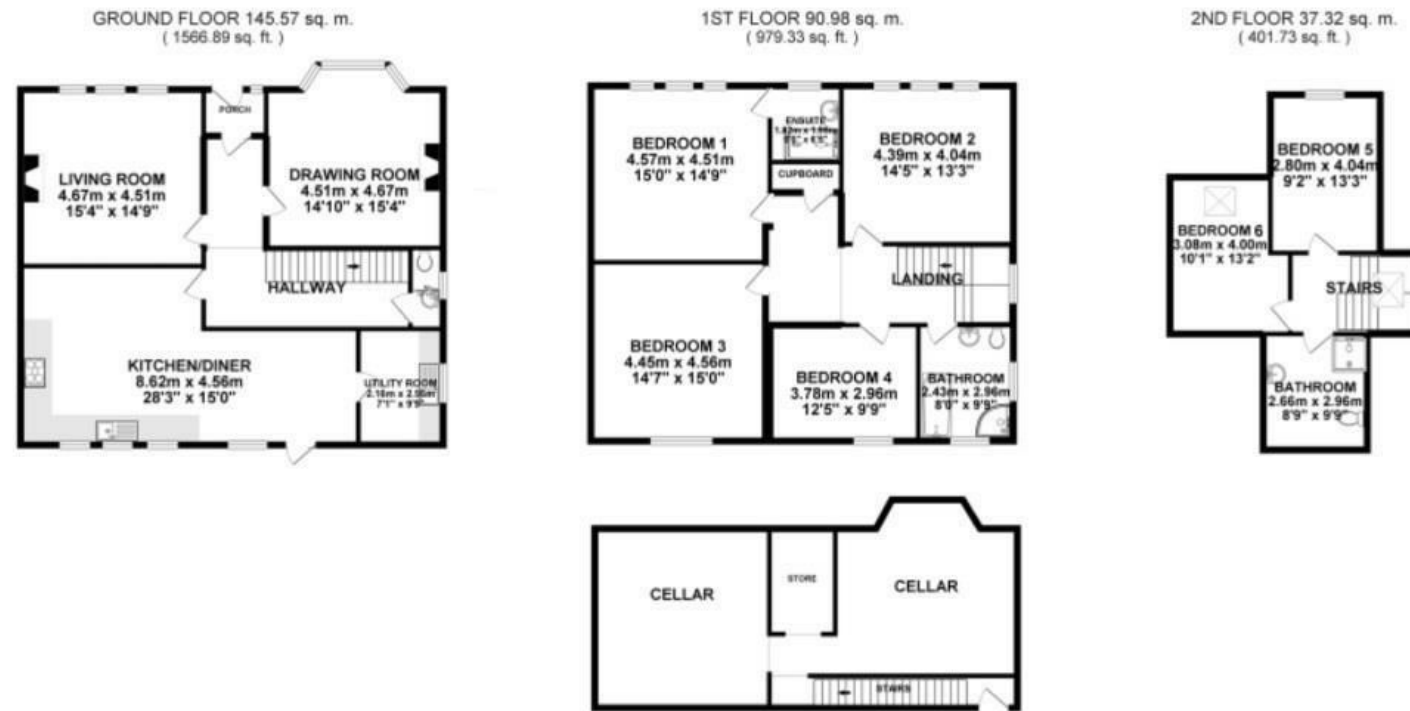 GROUND FLOOR 145.57 sq. m.
( 1566.89 sq. ft. )
PORCH
LIVING ROOM
4.67m x 4.51m
15'4" x 14'9"
DRAWING ROOM
4.51m x 4.67m
14'10" x 15'4"
HALLWAY
KITCHEN/DINER
8.62m x 4.56m
28'3" x 15'0"
UTILITY ROOM
7'1" x 9'9"
1ST FLOOR 90.98 sq. m.
( 979.33 sq. ft. )
BEDROOM 1
4.57m x 4.51m
15'0" x 14'9"
ENSUITE
CUPBOARD
BEDROOM 2
4.39m x 4.04m
14'5" x 13'3"
LANDING
BEDROOM 3
4.45m x 4.56m
14'7" x 15'0"
BEDROOM 4
3.78m x 2.96m
12'5" x 9'9"
BATHROOM
2.43m x 2.96m
8'0" x 9'9"
2ND FLOOR 37.32 sq. m.
( 401.73 sq. ft. )
BEDROOM 5
2.80m x 4.04m
9'2" x 13'3"
BEDROOM 6
3.08m x 4.00m
10'1" x 13'2"
STAIRS
BATHROOM
2.66m x 2.96m
8'9" x 9'9"
CELLAR
STORE
CELLAR
STAIRS